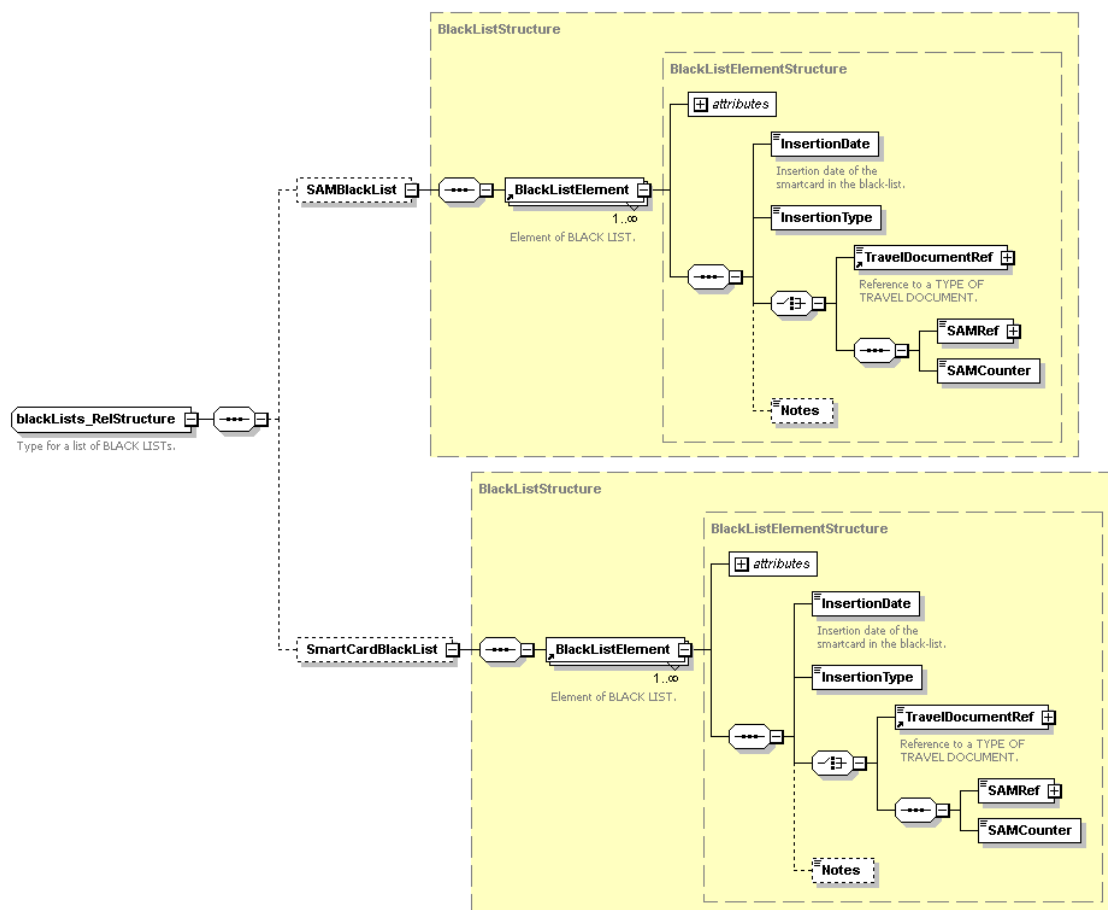 BlackListStructure
BlackListElementStructure
attributes
InsertionDate
Insertion date of the
smartcard in the black-list.
SAMBlackList
BlackListElement
1..∞
Element of BLACK LIST.
InsertionType
TravelDocumentRef
Reference to a TYPE OF
TRAVEL DOCUMENT.
SAMRef
SAMCounter
Notes
blackLists_RelStructure
Type for a list of BLACK LISTs.
BlackListStructure
BlackListElementStructure
attributes
InsertionDate
Insertion date of the
smartcard in the black-list.
SmartCardBlackList
BlackListElement
1..∞
Element of BLACK LIST.
InsertionType
TravelDocumentRef
Reference to a TYPE OF
TRAVEL DOCUMENT.
SAMRef
SAMCounter
Notes